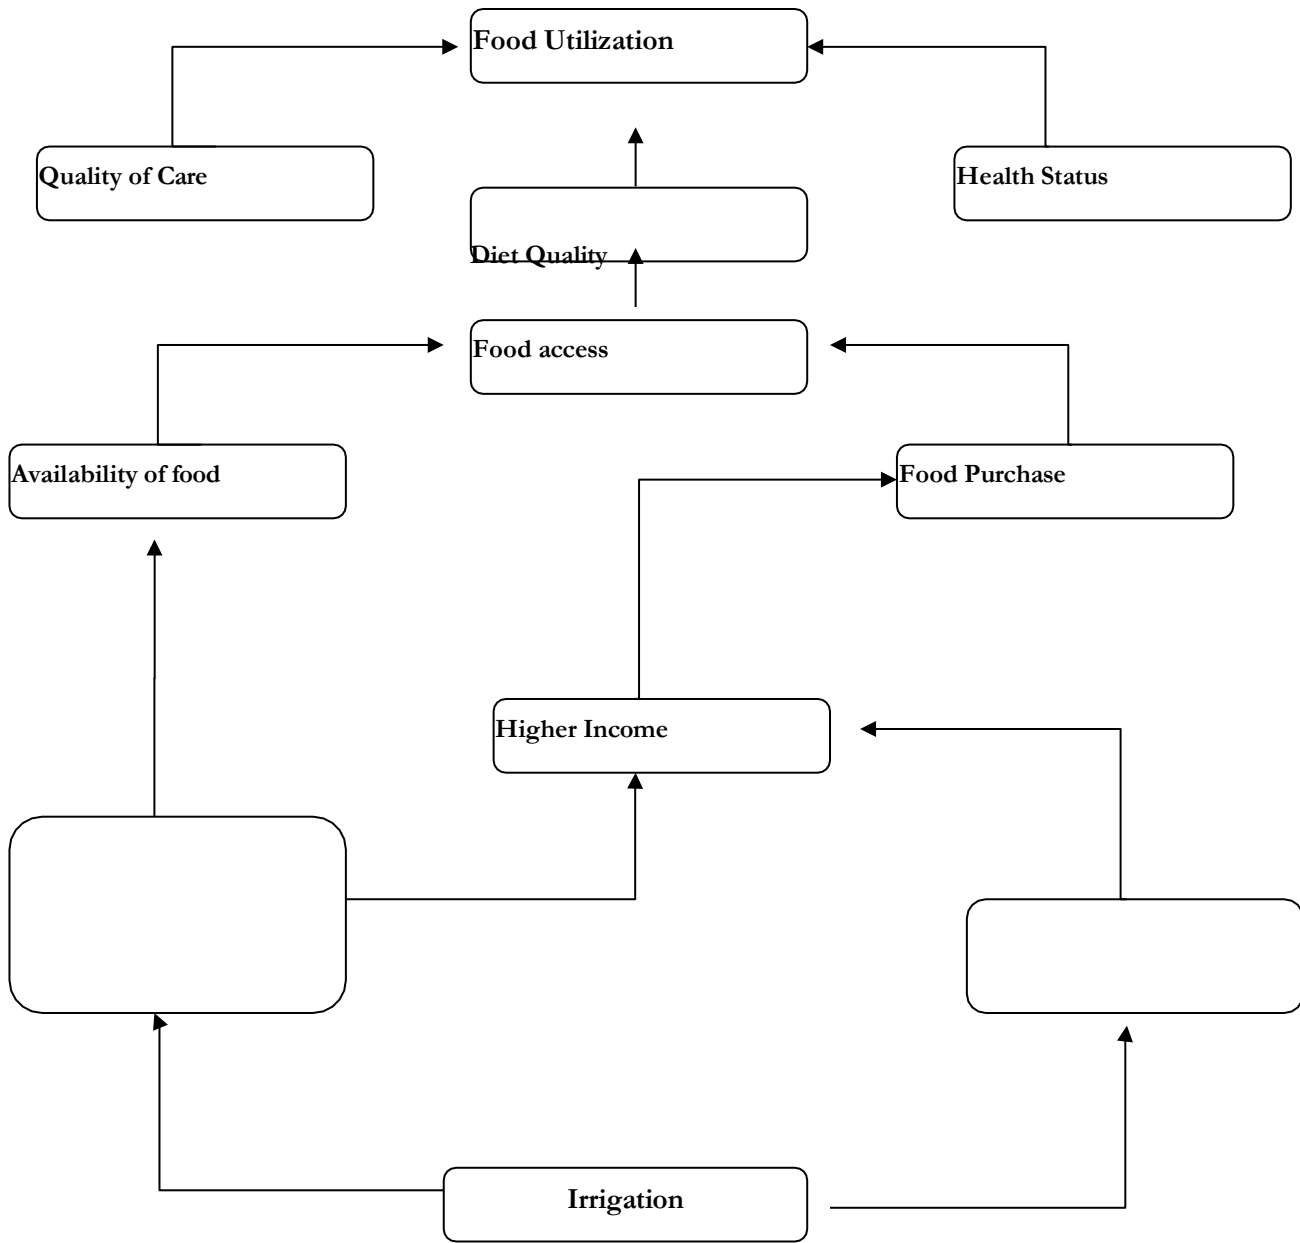 Food Utilization
Quality of Care
Health Status
Diet Quality
Food access
Availability of food
Food Purchase
Higher Income
Irrigation